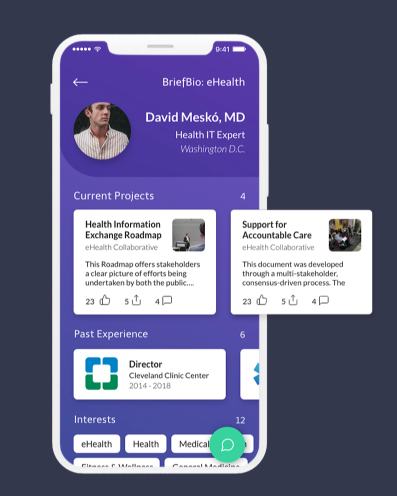 9:41
BriefBio: eHealth
David Meskó, MD
Health IT Expert
Washington D.C.
Current Projects 4
Health Information
Exchange Roadmap
eHealth Collaborative
This Roadmap offers stakeholders
a clear picture of efforts being
undertaken by both the public....
23 5 4
Support for
Accountable Care
eHealth Collaborative
This document was developed
through a multi-stakeholder,
consensus-driven process. The
23 5 4
Past Experience 6
Director
Cleveland Clinic Center
2014 - 2018
Interests 12
eHealth Health Medical
Fitness & Wellness General Medicine